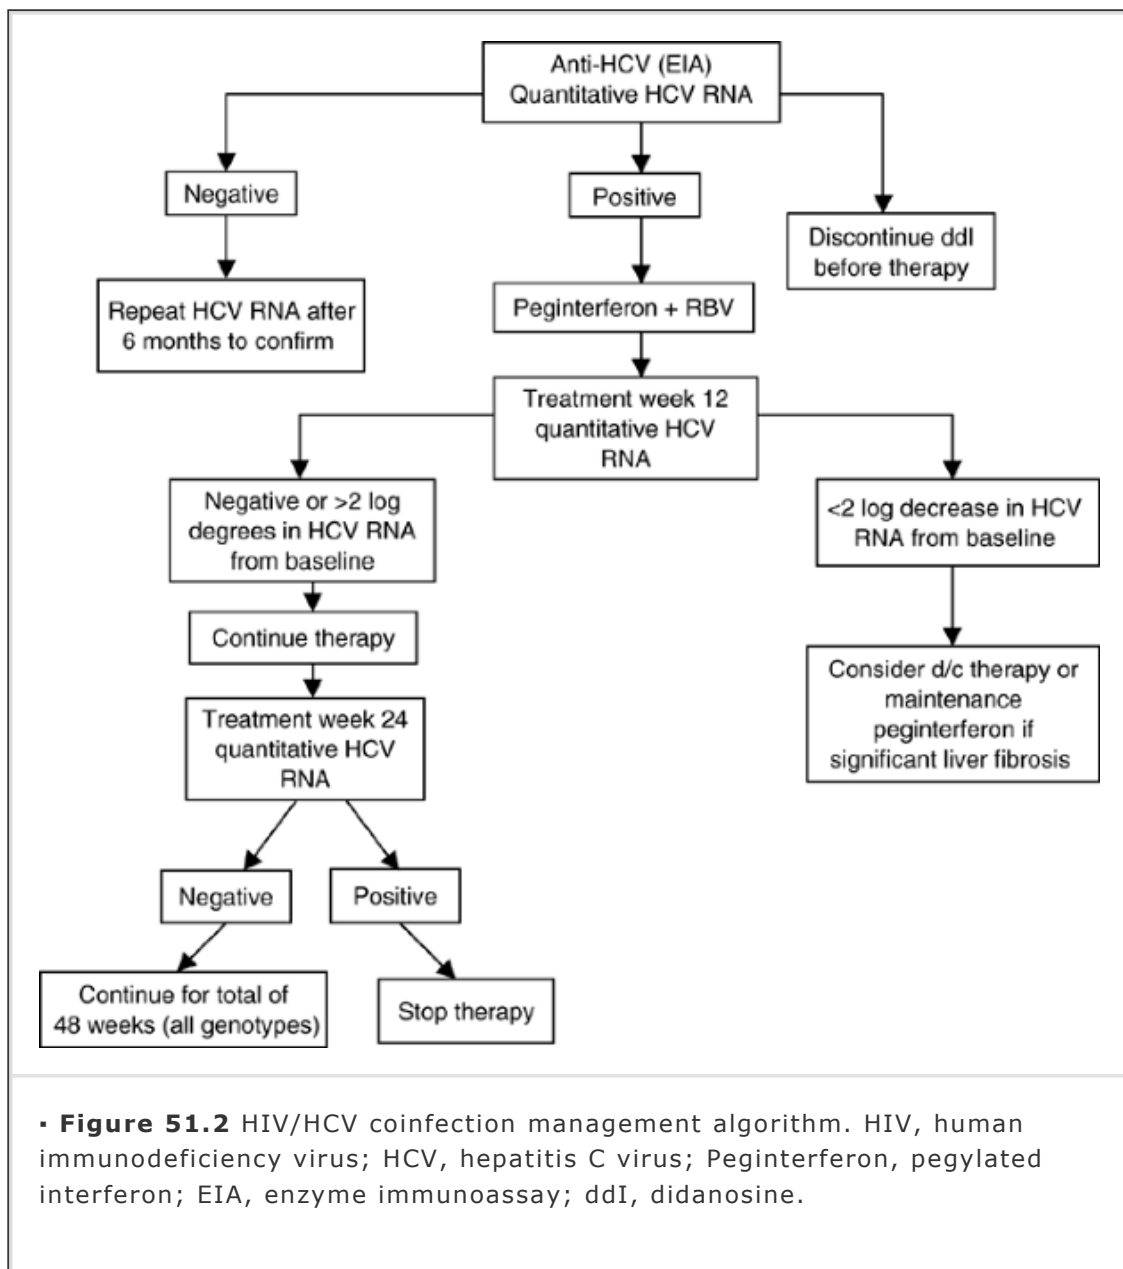 Anti-HCV (EIA)
Quantitative HCV RNA
Negative
Positive
Discontinue ddI
before therapy
Repeat HCV RNA after
6 months to confirm
Peginterferon + RBV
Treatment week 12
quantitative HCV
RNA
Negative or >2 log
degrees in HCV RNA
from baseline
<2 log decrease in HCV
RNA from baseline
Continue therapy
Consider d/c therapy or
maintenance
peginterferon if
significant liver fibrosis
Treatment week 24
quantitative HCV
RNA
Negative
Positive
Continue for total of
48 weeks (all genotypes)
Stop therapy
▪ Figure 51.2 HIV/HCV coinfection management algorithm. HIV, human
immunodeficiency virus; HCV, hepatitis C virus; Peginterferon, pegylated
interferon; EIA, enzyme immunoassay; ddI, didanosine.